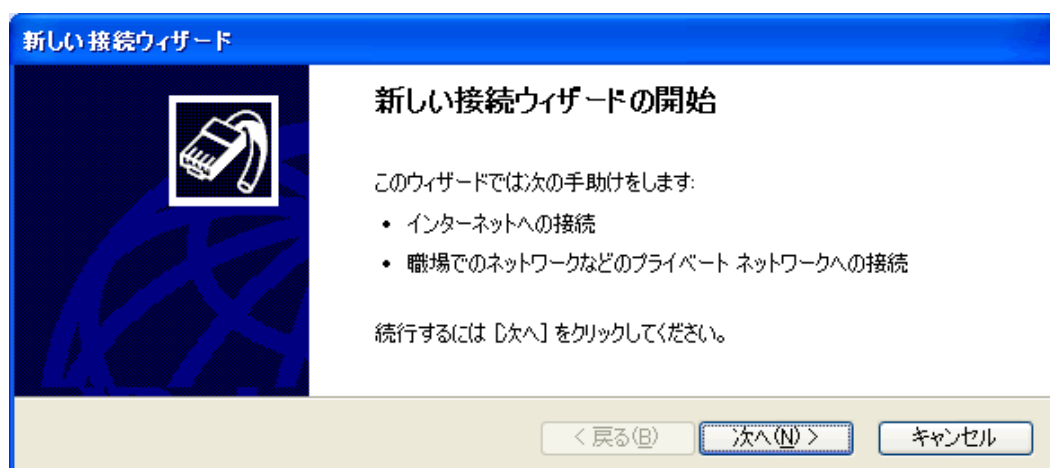 新しい接続ウィザード
新しい接続ウィザードの開始
このウィザードでは次の手助けをします:
• インターネットへの接続
• 職場でのネットワークなどのプライベート ネットワークへの接続
続行するには [次へ] をクリックしてください。
< 戻る(B) 次へ(N) > キャンセル